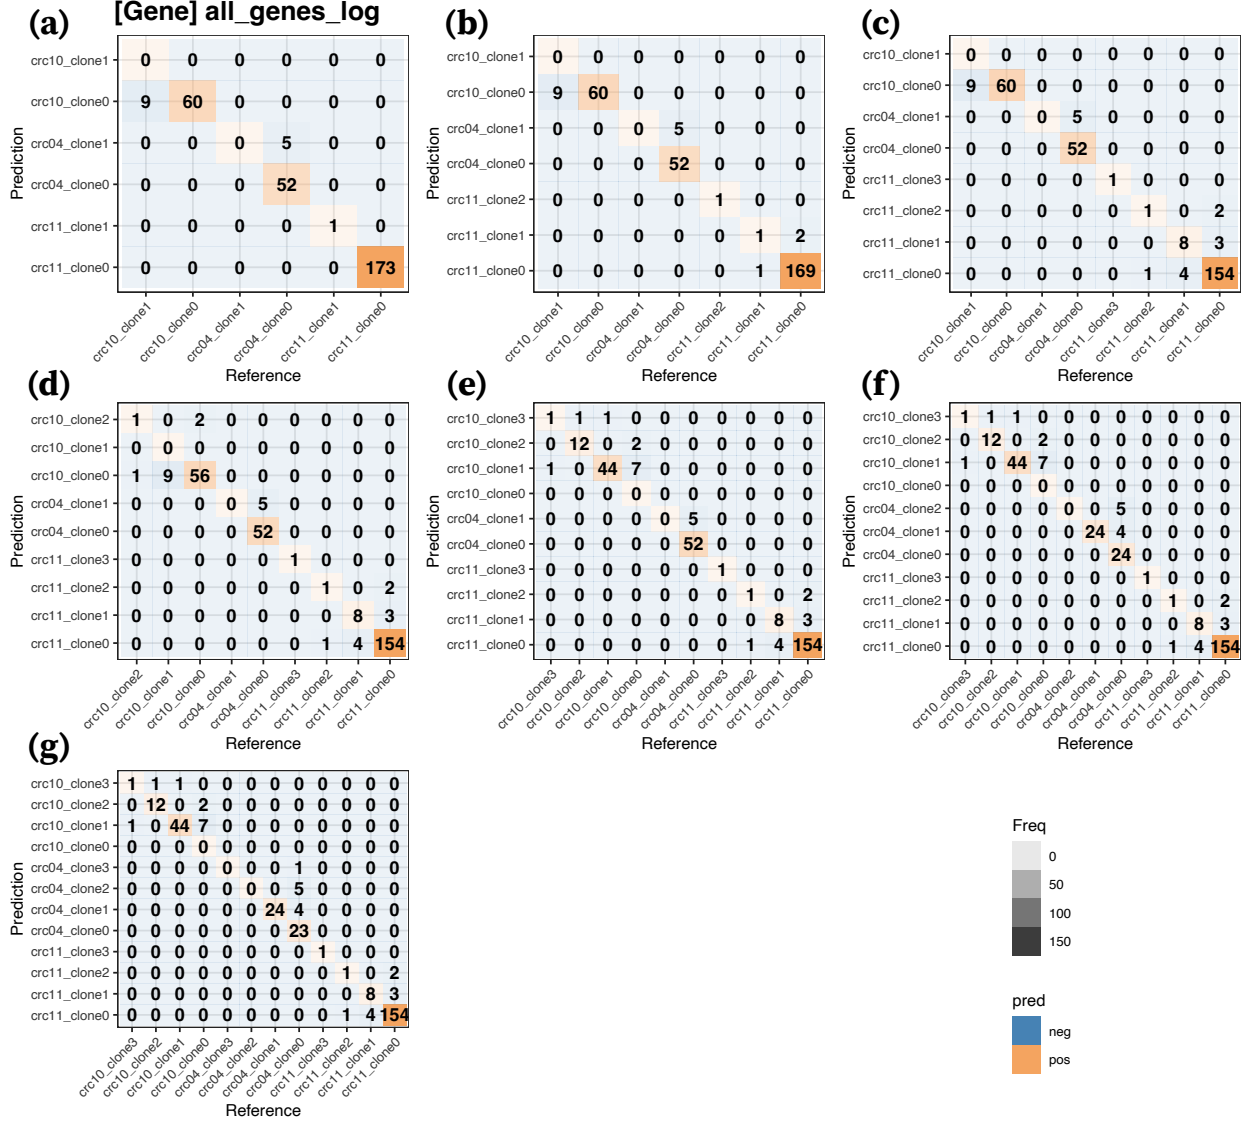 (a)
[Gene] all_genes_log
Prediction
crc10_clone1 0 0 0 0 0 0
crc10_clone0 9 60 0 0 0 0
crc04_clone1 0 0 0 5 0 0
crc04_clone0 0 0 0 52 0 0
crc11_clone1 0 0 0 0 1 0
crc11_clone0 0 0 0 0 0 173
crc10_clone1 crc10_clone0 crc04_clone1 crc04_clone0 crc11_clone1 crc11_clone0
Reference
(b)
Prediction
crc10_clone1 0 0 0 0 0 0 0
crc10_clone0 9 60 0 0 0 0 0
crc04_clone1 0 0 0 5 0 0 0
crc04_clone0 0 0 0 52 0 0 0
crc11_clone2 0 0 0 0 1 0 0
crc11_clone1 0 0 0 0 0 1 2
crc11_clone0 0 0 0 0 0 1 169
crc10_clone1 crc10_clone0 crc04_clone1 crc04_clone0 crc11_clone2 crc11_clone1 crc11_clone0
Reference
(c)
Prediction
crc10_clone1 0 0 0 0 0 0 0 0
crc10_clone0 9 60 0 0 0 0 0 0
crc04_clone1 0 0 0 5 0 0 0 0
crc04_clone0 0 0 0 52 0 0 0 0
crc11_clone3 0 0 0 0 1 0 0 0
crc11_clone2 0 0 0 0 0 1 0 2
crc11_clone1 0 0 0 0 0 0 8 3
crc11_clone0 0 0 0 0 0 1 4 154
crc10_clone1 crc10_clone0 crc04_clone1 crc04_clone0 crc11_clone3 crc11_clone2 crc11_clone1 crc11_clone0
Reference
(d)
Prediction
crc10_clone2 1 0 2 0 0 0 0 0 0
crc10_clone1 0 0 0 0 0 0 0 0 0
crc10_clone0 1 9 56 0 0 0 0 0 0
crc04_clone1 0 0 0 0 5 0 0 0 0
crc04_clone0 0 0 0 0 52 0 0 0 0
crc11_clone3 0 0 0 0 0 1 0 0 0
crc11_clone2 0 0 0 0 0 0 1 0 2
crc11_clone1 0 0 0 0 0 0 0 8 3
crc11_clone0 0 0 0 0 0 0 1 4 154
crc10_clone2 crc10_clone1 crc10_clone0 crc04_clone1 crc04_clone0 crc11_clone3 crc11_clone2 crc11_clone1 crc11_clone0
Reference
(e)
Prediction
crc10_clone3 1 1 1 0 0 0 0 0 0 0
crc10_clone2 0 12 0 2 0 0 0 0 0 0
crc10_clone1 1 0 44 7 0 0 0 0 0 0
crc10_clone0 0 0 0 0 0 0 0 0 0 0
crc04_clone1 0 0 0 0 0 5 0 0 0 0
crc04_clone0 0 0 0 0 0 52 0 0 0 0
crc11_clone3 0 0 0 0 0 0 1 0 0 0
crc11_clone2 0 0 0 0 0 0 0 1 0 2
crc11_clone1 0 0 0 0 0 0 0 0 8 3
crc11_clone0 0 0 0 0 0 0 0 1 4 154
crc10_clone3 crc10_clone2 crc10_clone1 crc10_clone0 crc04_clone1 crc04_clone0 crc11_clone3 crc11_clone2 crc11_clone1 crc11_clone0
Reference
(f)
Prediction
crc10_clone3 1 1 1 0 0 0 0 0 0 0 0
crc10_clone2 0 12 0 2 0 0 0 0 0 0 0
crc10_clone1 1 0 44 7 0 0 0 0 0 0 0
crc10_clone0 0 0 0 0 0 0 0 0 0 0 0
crc04_clone2 0 0 0 0 0 0 5 0 0 0 0
crc04_clone1 0 0 0 0 0 24 4 0 0 0 0
crc04_clone0 0 0 0 0 0 0 24 0 0 0 0
crc11_clone3 0 0 0 0 0 0 0 1 0 0 0
crc11_clone2 0 0 0 0 0 0 0 0 1 0 2
crc11_clone1 0 0 0 0 0 0 0 0 0 8 3
crc11_clone0 0 0 0 0 0 0 0 0 1 4 154
crc10_clone3 crc10_clone2 crc10_clone1 crc10_clone0 crc04_clone2 crc04_clone1 crc04_clone0 crc11_clone3 crc11_clone2 crc11_clone1 crc11_clone0
Reference
(g)
Prediction
crc10_clone3 1 1 1 0 0 0 0 0 0 0 0 0
crc10_clone2 0 12 0 2 0 0 0 0 0 0 0 0
crc10_clone1 1 0 44 7 0 0 0 0 0 0 0 0
crc10_clone0 0 0 0 0 0 0 0 0 0 0 0 0
crc04_clone3 0 0 0 0 0 0 0 1 0 0 0 0
crc04_clone2 0 0 0 0 0 0 0 5 0 0 0 0
crc04_clone1 0 0 0 0 0 0 24 4 0 0 0 0
crc04_clone0 0 0 0 0 0 0 0 23 0 0 0 0
crc11_clone3 0 0 0 0 0 0 0 0 1 0 0 0
crc11_clone2 0 0 0 0 0 0 0 0 0 1 0 2
crc11_clone1 0 0 0 0 0 0 0 0 0 0 8 3
crc11_clone0 0 0 0 0 0 0 0 0 0 1 4 154
crc10_clone3 crc10_clone2 crc10_clone1 crc10_clone0 crc04_clone3 crc04_clone2 crc04_clone1 crc04_clone0 crc11_clone3 crc11_clone2 crc11_clone1 crc11_clone0
Reference
Freq
0
50
100
150
pred
neg
pos